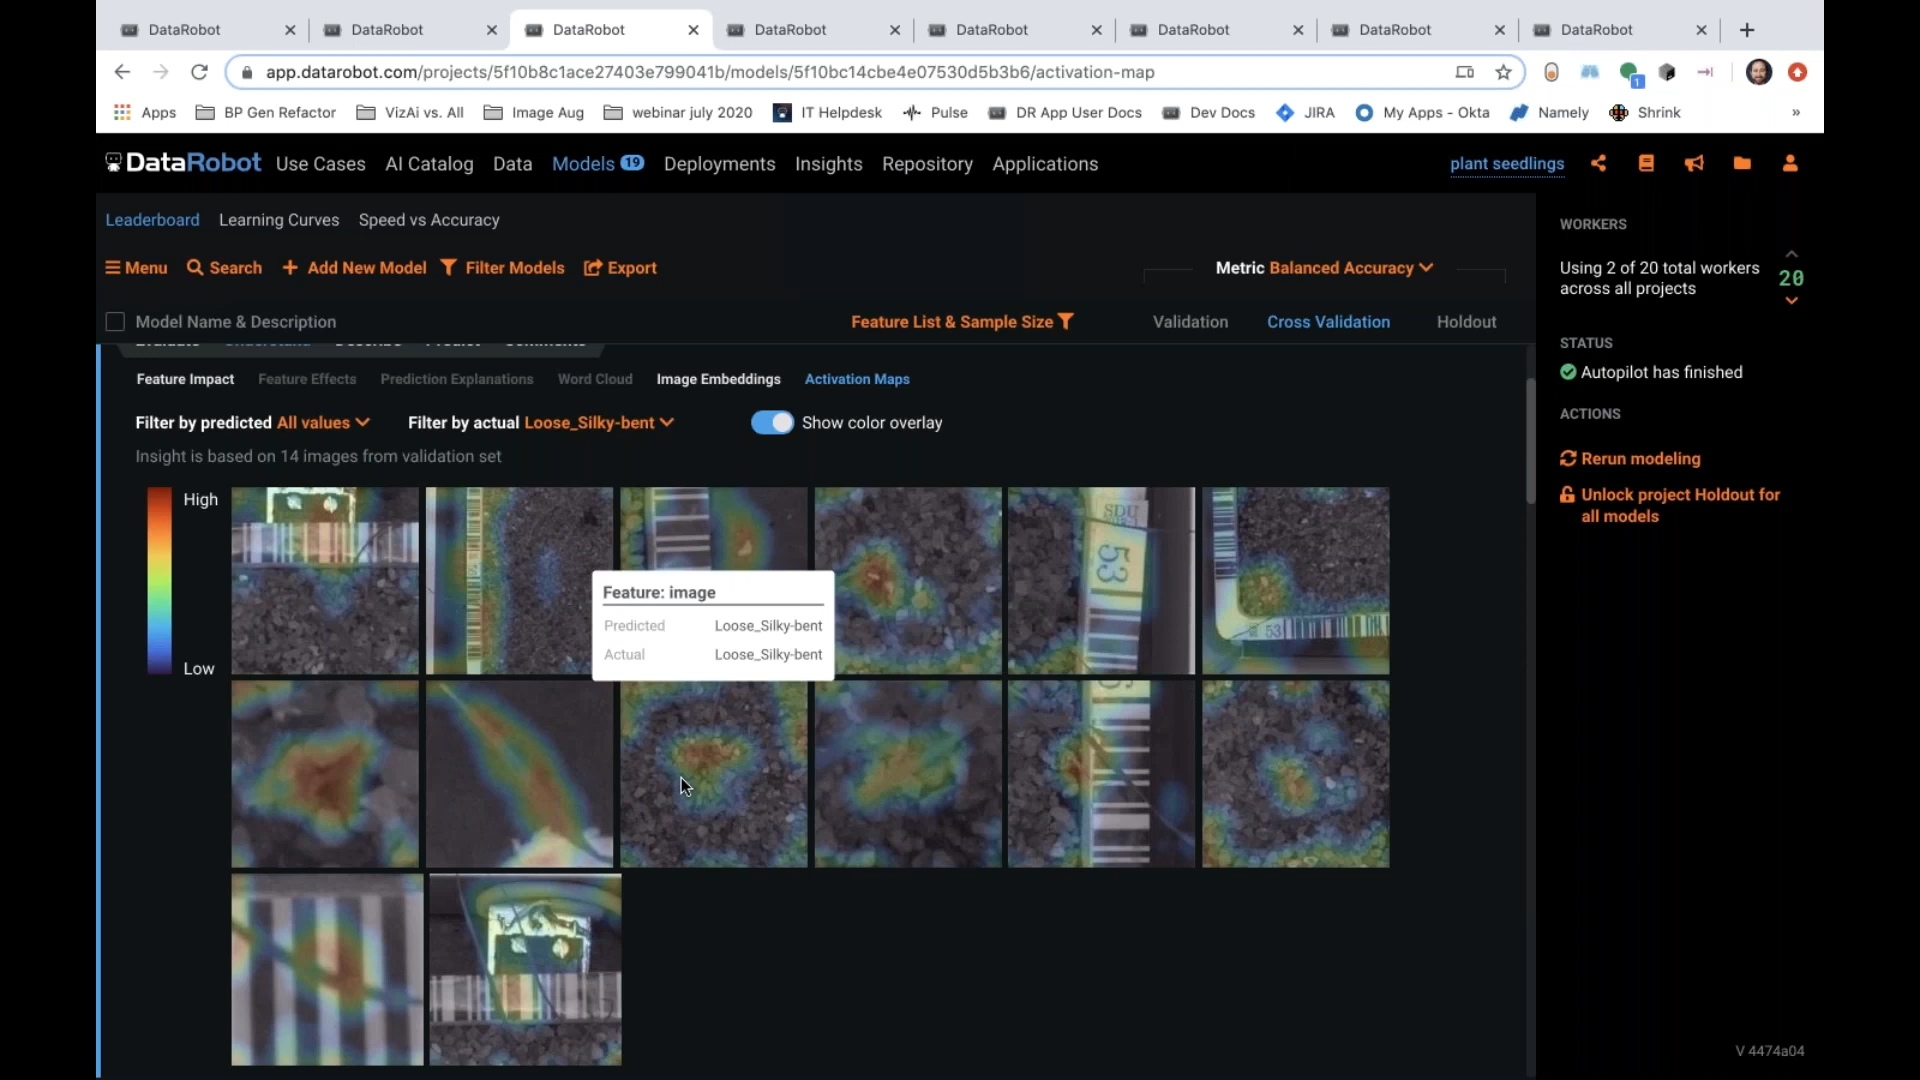 DataRobot DataRobot DataRobot DataRobot DataRobot DataRobot DataRobot DataRobot
app.datarobot.com/projects/5f10b8c1ace27403e799041b/models/5f10bc14cbe4e07530d5b3b6/activation-map
1
Apps BP Gen Refactor VizAi vs. All Image Aug webinar july 2020 IT Helpdesk Pulse DR App User Docs Dev Docs JIRA My Apps - Okta Namely Shrink »
DataRobot Use Cases AI Catalog Data Models 19 Deployments Insights Repository Applications plant seedlings
Leaderboard Learning Curves Speed vs Accuracy
Menu Search + Add New Model Filter Models Export Metric Balanced Accuracy
Model Name & Description Feature List & Sample Size Validation Cross Validation Holdout
Evaluate Understand Describe Predict Comments
Feature Impact Feature Effects Prediction Explanations Word Cloud Image Embeddings Activation Maps
Filter by predicted All values Filter by actual Loose_Silky-bent Show color overlay
Insight is based on 14 images from validation set
High
Low
SDU
53
53
Feature: image
Predicted Loose_Silky-bent
Actual Loose_Silky-bent
WORKERS
Using 2 of 20 total workers
across all projects
20
STATUS
Autopilot has finished
ACTIONS
Rerun modeling
Unlock project Holdout for
all models
V 4474a04